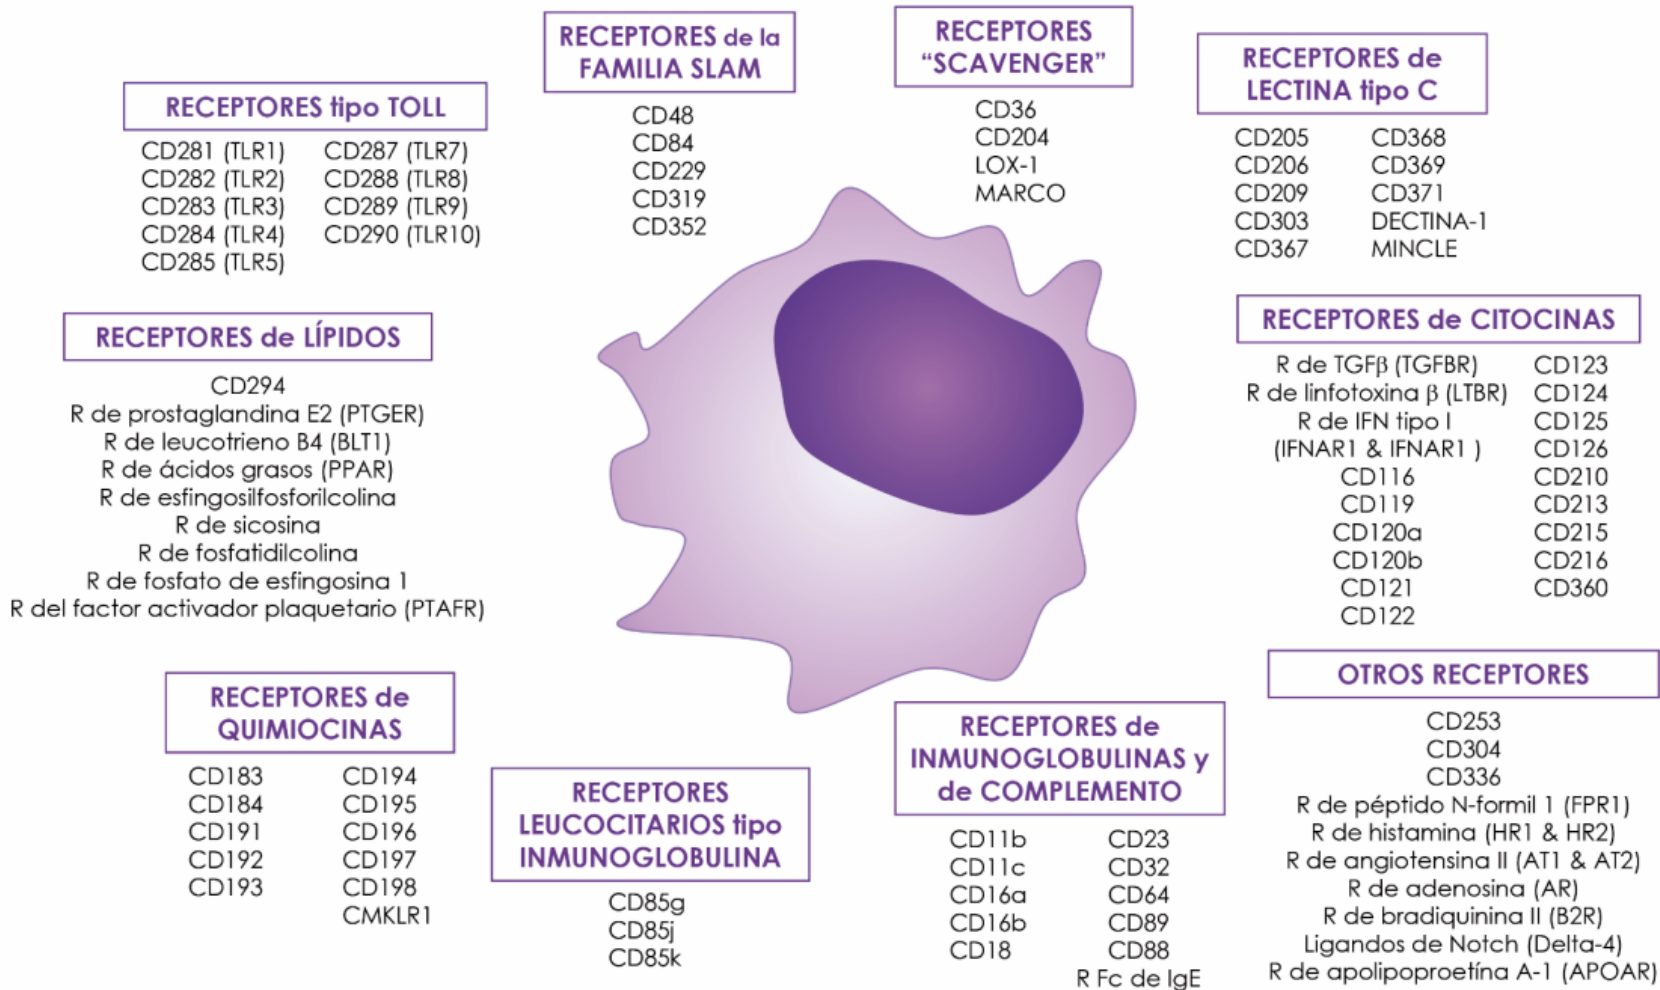 RECEPTORES tipo TOLL
CD281 (TLR1)
CD282 (TLR2)
CD283 (TLR3)
CD284 (TLR4)
CD285 (TLR5)
CD287 (TLR7)
CD288 (TLR8)
CD289 (TLR9)
CD290 (TLR10)
RECEPTORES de la
FAMILIA SLAM
CD48
CD84
CD229
CD319
CD352
RECEPTORES
“SCAVENGER”
CD36
CD204
LOX-1
MARCO
RECEPTORES de
LECTINA tipo C
CD205
CD206
CD209
CD303
CD367
CD368
CD369
CD371
DECTINA-1
MINCLE
RECEPTORES de LÍPIDOS
CD294
R de prostaglandina E2 (PTGER)
R de leucotrieno B4 (BLT1)
R de ácidos grasos (PPAR)
R de esfingosilfosforilcolina
R de sicosina
R de fosfatidilcolina
R de fosfato de esfingosina 1
R del factor activador plaquetario (PTAFR)
RECEPTORES de CITOCINAS
R de TGFβ (TGFBR)
R de linfotoxina β (LTBR)
R de IFN tipo I
(IFNAR1 & IFNAR1 )
CD116
CD119
CD120a
CD120b
CD121
CD122
CD123
CD124
CD125
CD126
CD210
CD213
CD215
CD216
CD360
RECEPTORES de
QUIMIOCINAS
CD183
CD184
CD191
CD192
CD193
CD194
CD195
CD196
CD197
CD198
CMKLR1
RECEPTORES
LEUCOCITARIOS tipo
INMUNOGLOBULINA
CD85g
CD85j
CD85k
RECEPTORES de
INMUNOGLOBULINAS y
de COMPLEMENTO
CD11b
CD11c
CD16a
CD16b
CD18
CD23
CD32
CD64
CD89
CD88
R Fc de IgE
OTROS RECEPTORES
CD253
CD304
CD336
R de péptido N-formil 1 (FPR1)
R de histamina (HR1 & HR2)
R de angiotensina II (AT1 & AT2)
R de adenosina (AR)
R de bradiquinina II (B2R)
Ligandos de Notch (Delta-4)
R de apolipoproetína A-1 (APOAR)